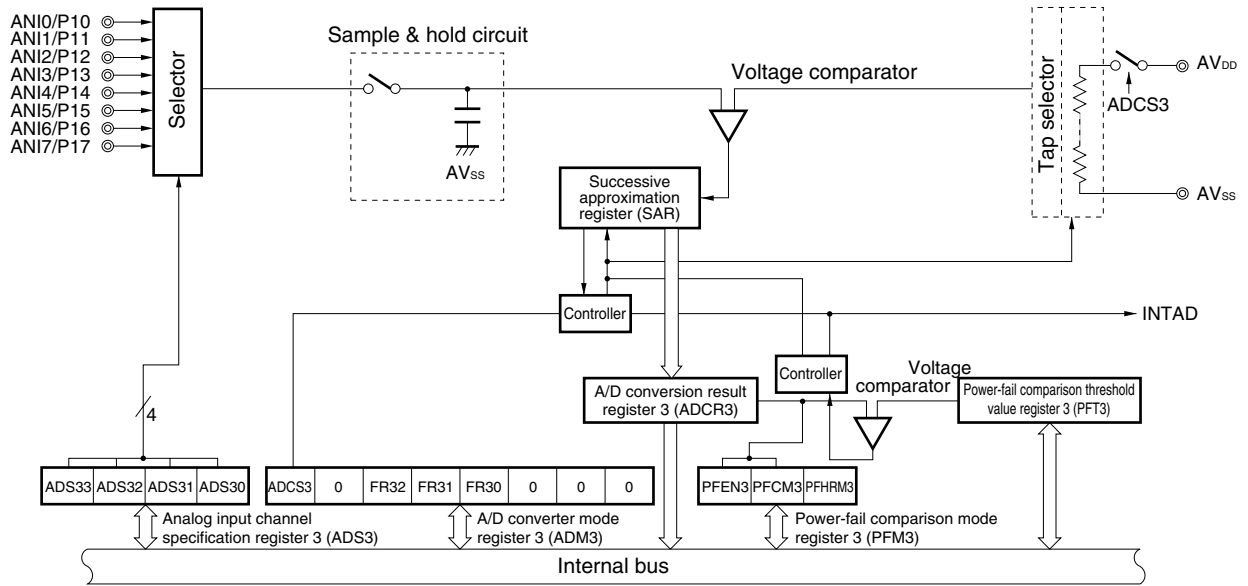 ANI0/P10
ANI1/P11
ANI2/P12
ANI3/P13
ANI4/P14
ANI5/P15
ANI6/P16
ANI7/P17
Selector
Sample & hold circuit
AVSS
Voltage comparator
Tap selector
AVDD
ADCS3
AVSS
Successive
approximation
register (SAR)
Controller
INTAD
Controller
Voltage
comparator
A/D conversion result
register 3 (ADCR3)
Power-fail comparison threshold
value register 3 (PFT3)
4
ADS33 ADS32 ADS31 ADS30
ADCS3 0 FR32 FR31 FR30 0 0 0
PFEN3 PFCM3 PFHRM3
Analog input channel
specification register 3 (ADS3)
A/D converter mode
register 3 (ADM3)
Power-fail comparison mode
register 3 (PFM3)
Internal bus